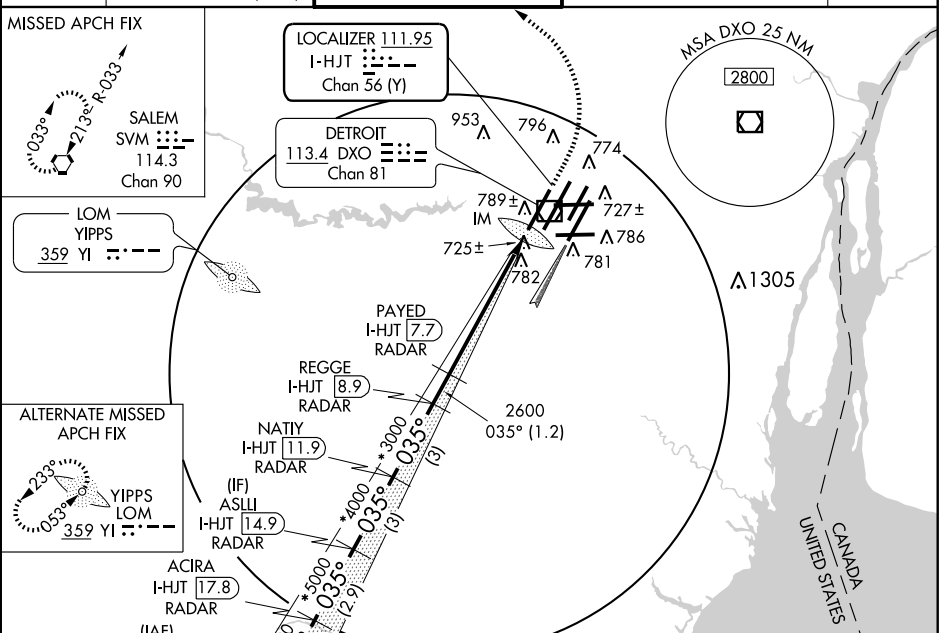 MISSED APCH FIX
R-033
033°
213°
SALEM
SVM
114.3
Chan 90
LOCALIZER 111.95
I-HJT
Chan 56 (Y)
DETROIT
113.4 DXO
Chan 81
MSA DXO 25 NM
2800
LOM
YIPPS
359 YI
953
796
774
789±
727±
IM
725±
786
782
781
1305
PAYED
I-HJT 7.7
RADAR
REGGE
I-HJT 8.9
RADAR
2600
035° (1.2)
NATIY
I-HJT 11.9
RADAR
*3000
035°
(3)
ALTERNATE MISSED
APCH FIX
233°
053°
YIPPS
LOM
359 YI
(IF)
ASLLI
I-HJT 14.9
RADAR
*4000
035°
(3)
ACIRA
I-HJT 17.8
RADAR
*5000
035°
(2.9)
(IAF)
CANADA
UNITED STATES